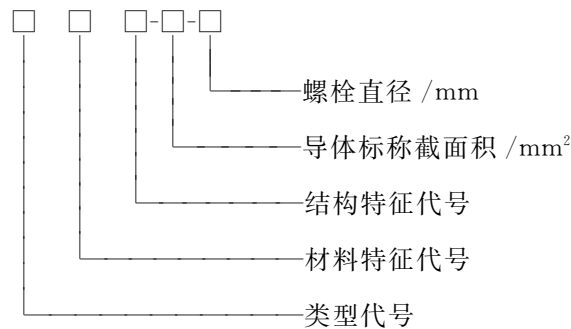 □ □ □-□-□
螺栓直径 /mm
导体标称截面积 /mm²
结构特征代号
材料特征代号
类型代号